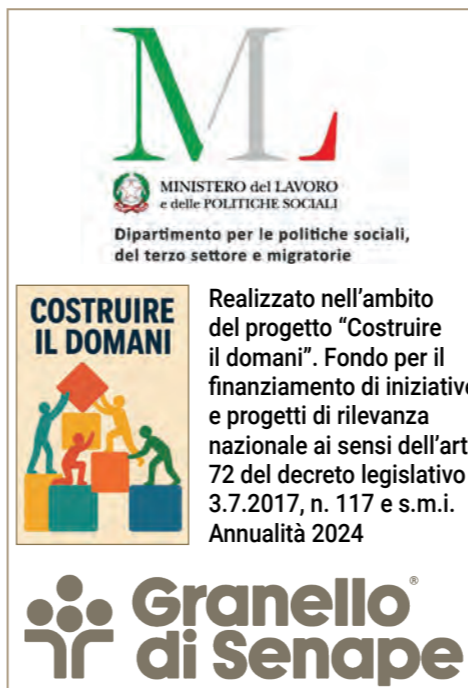 ML
MINISTERO del LAVORO
e delle POLITICHE SOCIALI
Dipartimento per le politiche sociali,
del terzo settore e migratorie
COSTRUIRE
IL DOMANI
Realizzato nell’ambito
del progetto “Costruire
il domani”. Fondo per il
finanziamento di iniziative
e progetti di rilevanza
nazionale ai sensi dell’art
72 del decreto legislativo
3.7.2017, n. 117 e s.m.i.
Annualità 2024
Granello®
di Senape